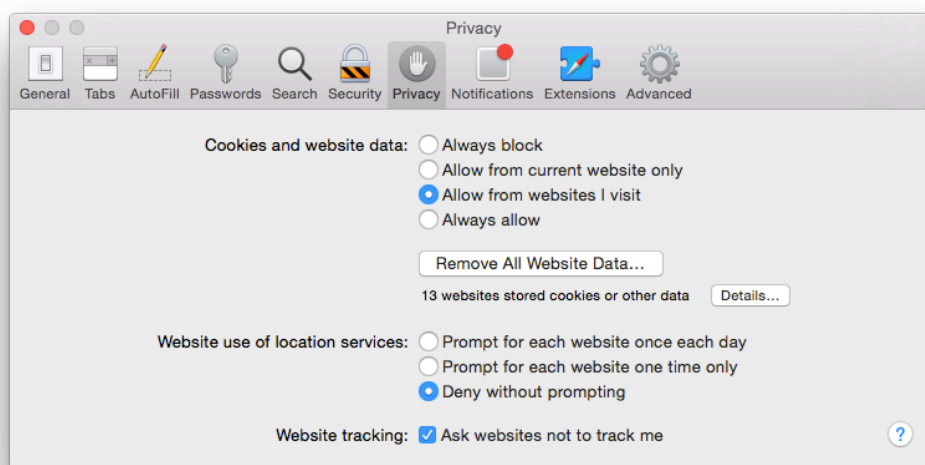 Privacy
General Tabs AutoFill Passwords Search Security Privacy Notifications Extensions Advanced
Cookies and website data: Always block
Allow from current website only
Allow from websites I visit
Always allow
Remove All Website Data...
13 websites stored cookies or other data Details...
Website use of location services: Prompt for each website once each day
Prompt for each website one time only
Deny without prompting
Website tracking: Ask websites not to track me ?